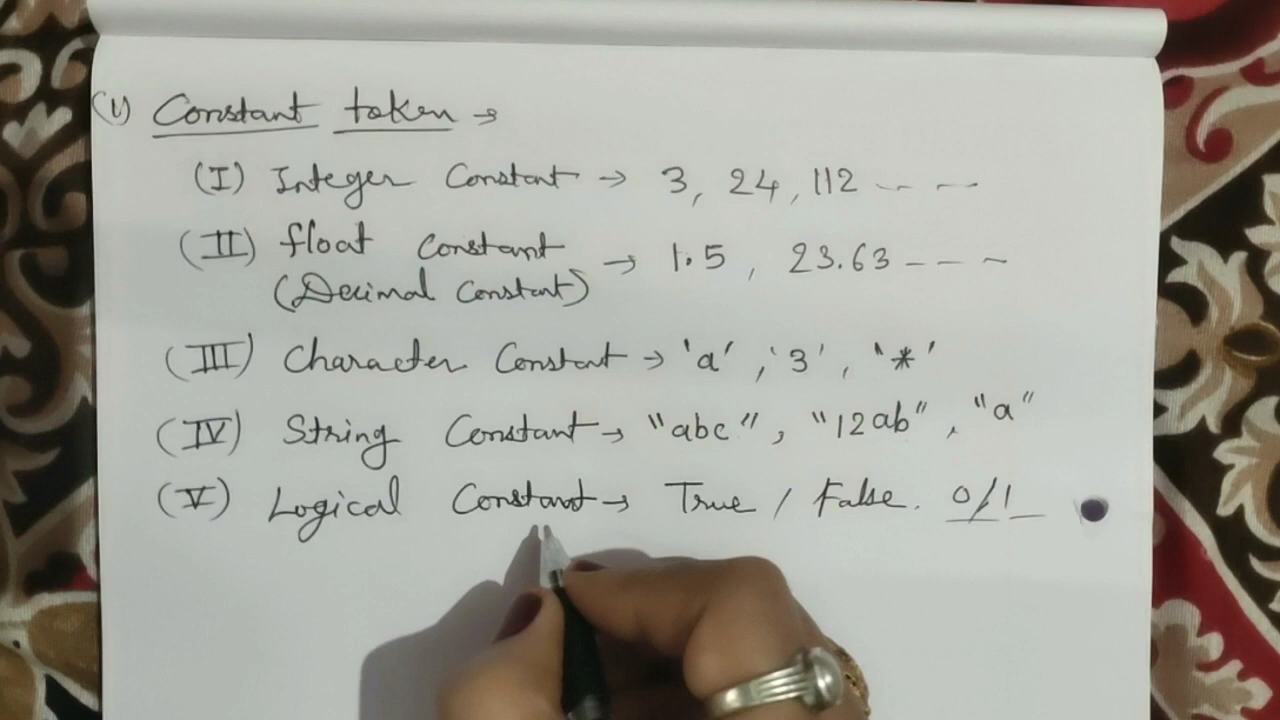 (1) Constant token →
(I) Integer Constant → 3, 24, 112 - - -
(II) float Constant → 1.5, 23.63 - - -
(Decimal Constant)
(III) Character Constant → 'a', '3', '*'
(IV) String Constant → "abc", "12ab", "a"
(V) Logical Constant → True / False. 0/1